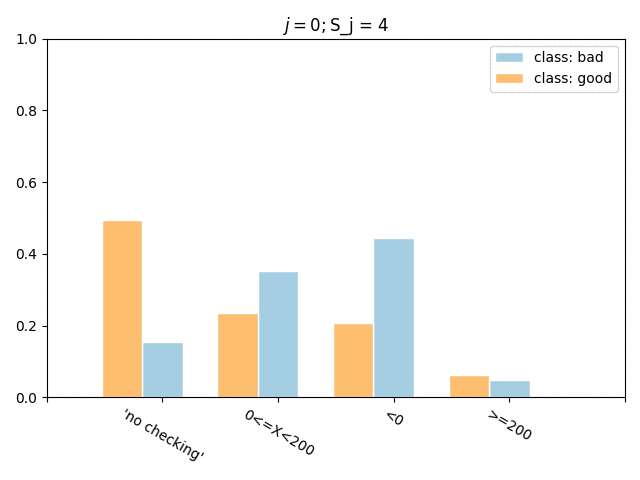 j = 0; S_j = 4
1.0
0.8
0.6
0.4
0.2
0.0
class: bad
class: good
'no checking'
0<=X<200
<0
>=200